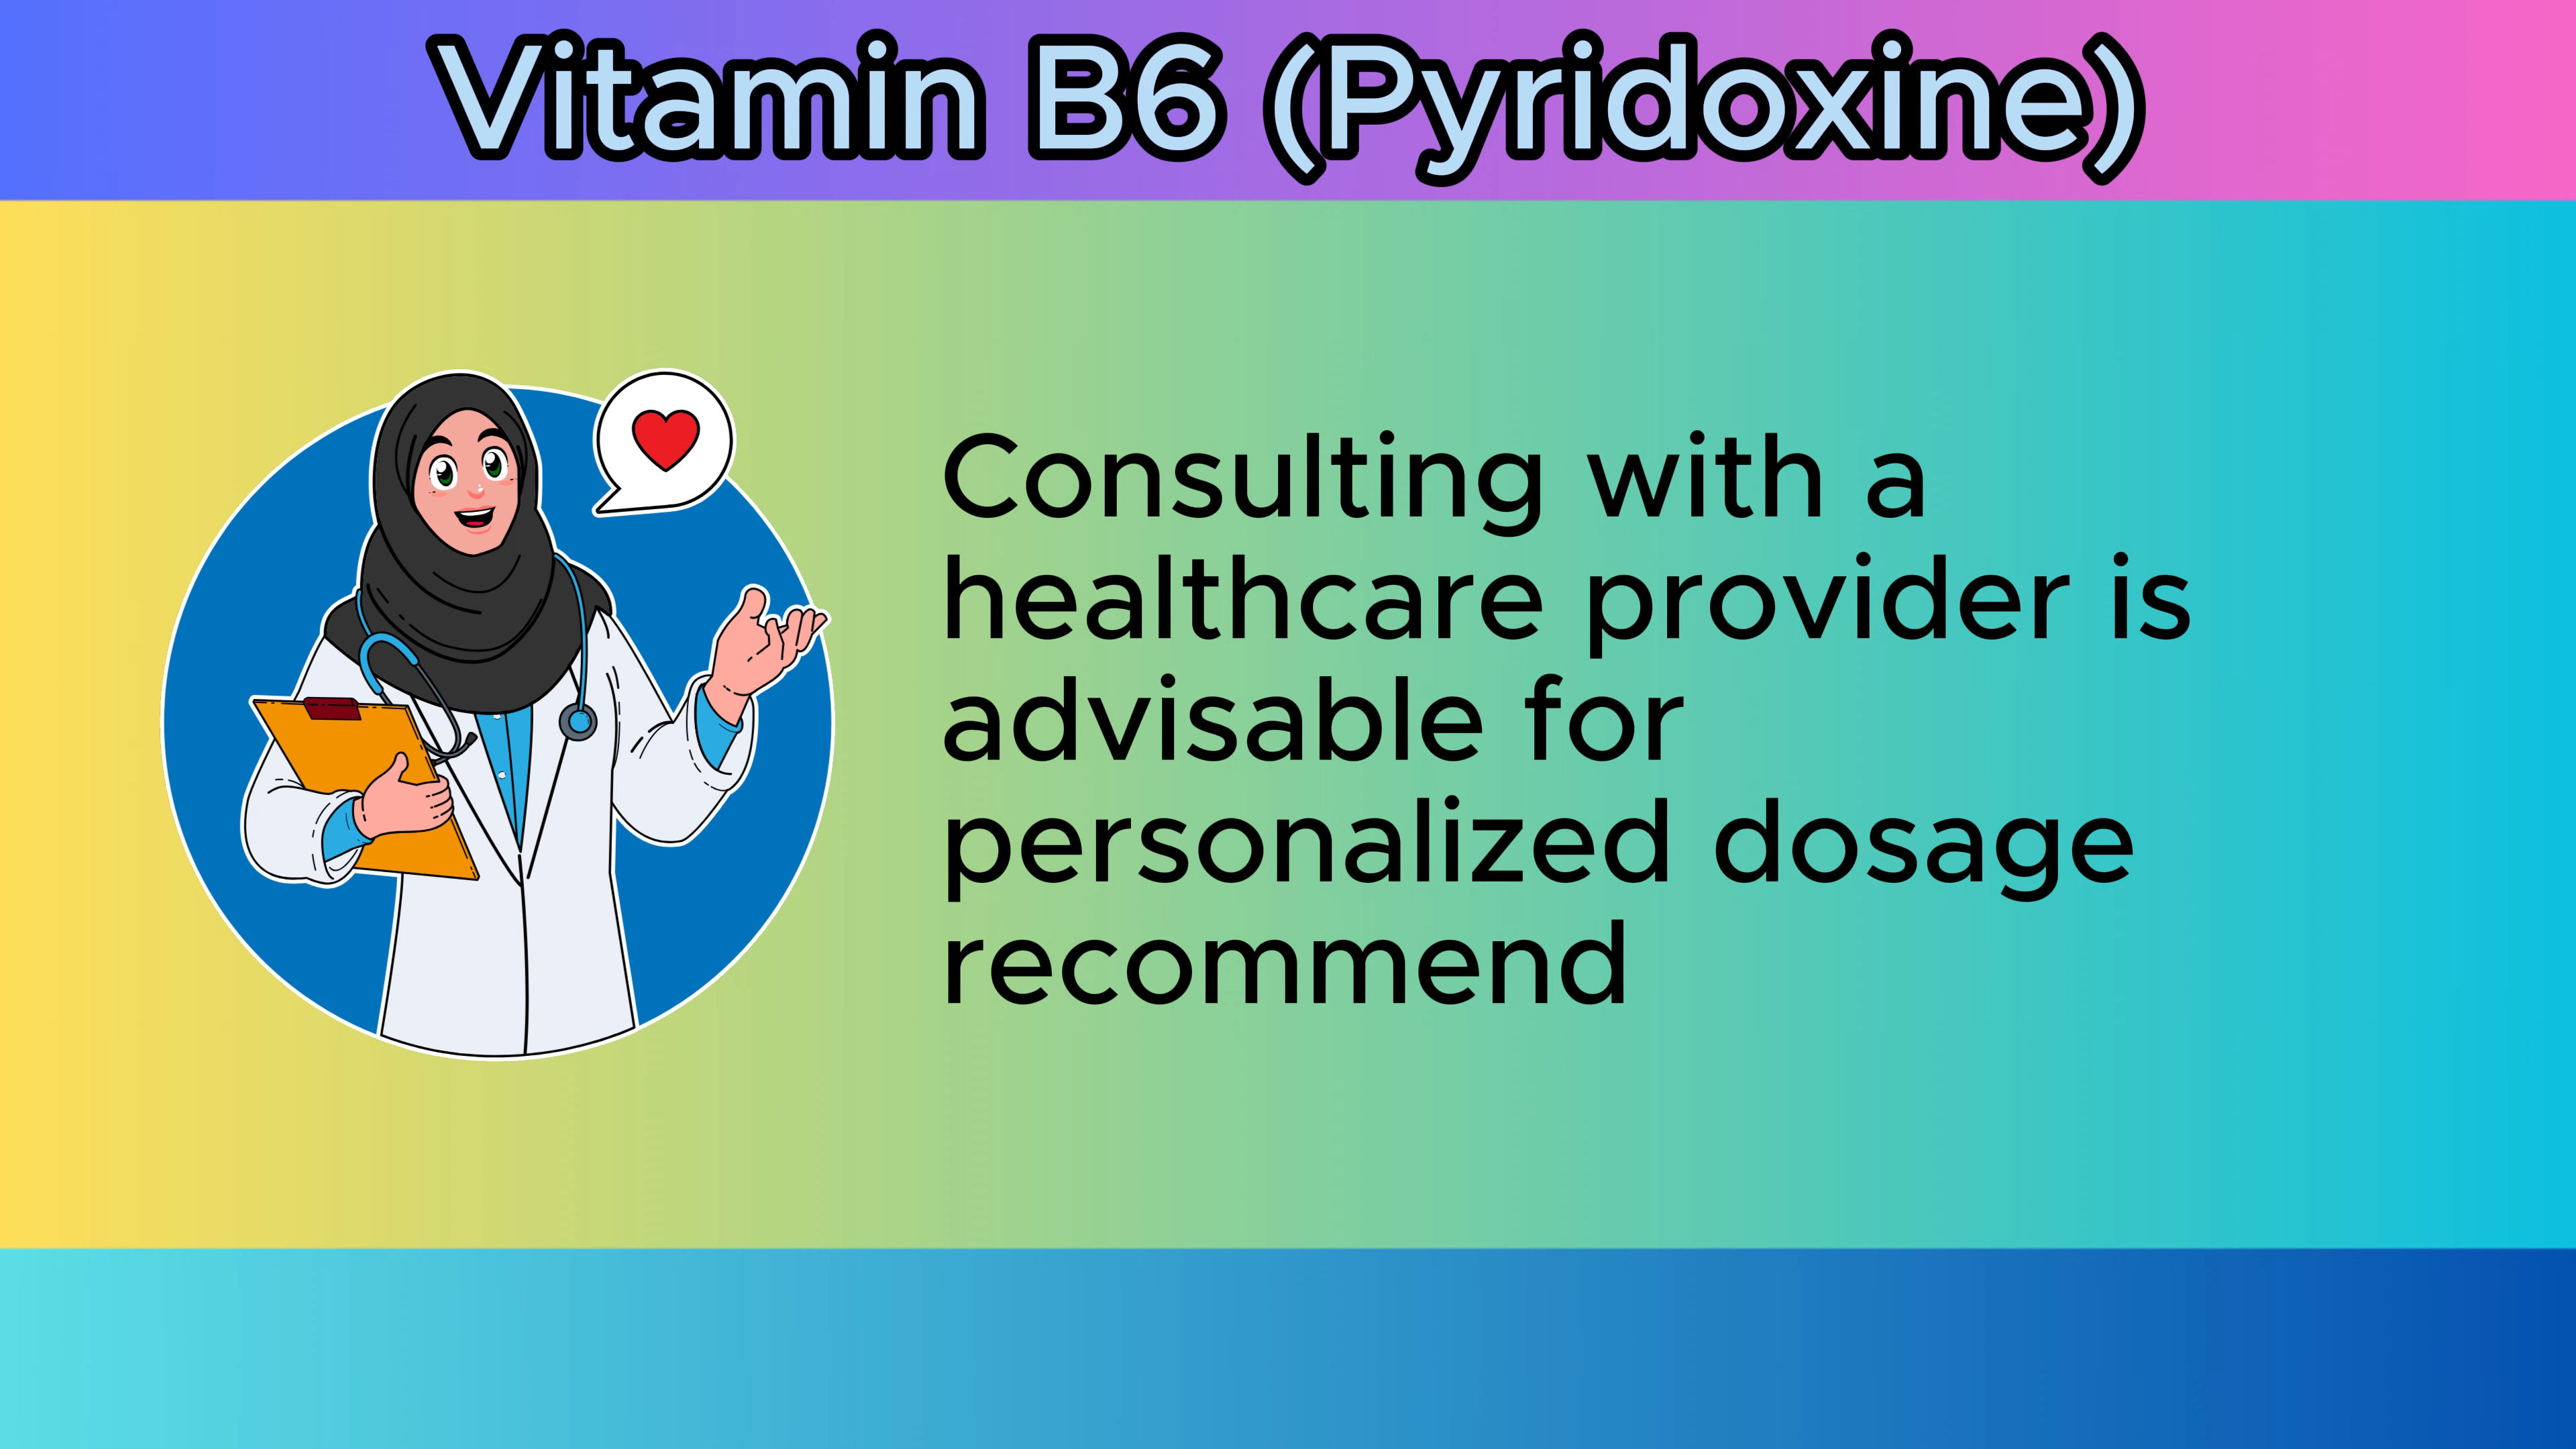 Vitamin B6 (Pyridoxine)
Consulting with a
healthcare provider is
advisable for
personalized dosage
recommend